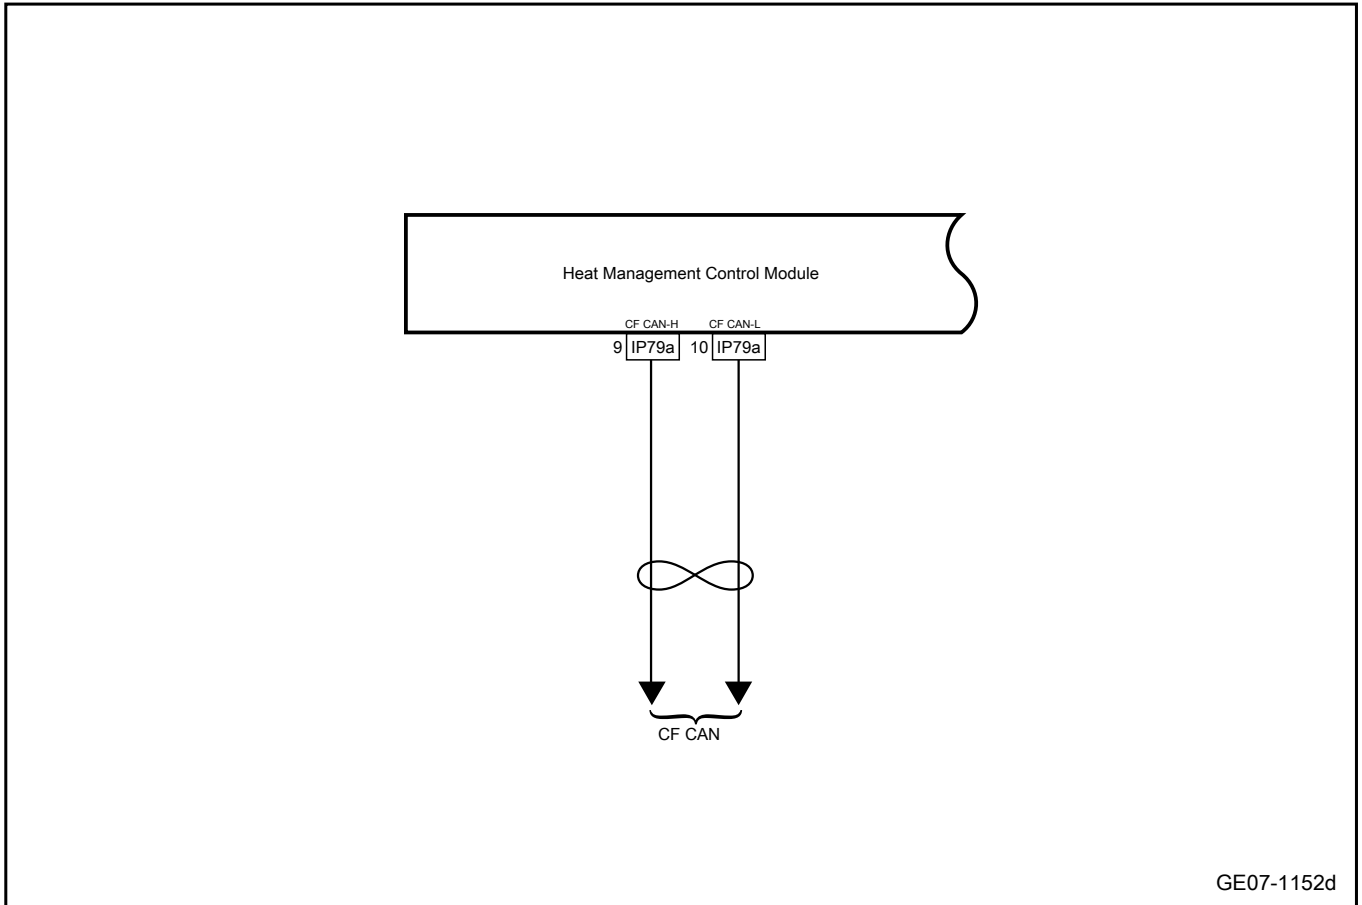 Heat Management Control Module
CF CAN-H CF CAN-L
9 IP79a 10 IP79a
CF CAN
GE07-1152d